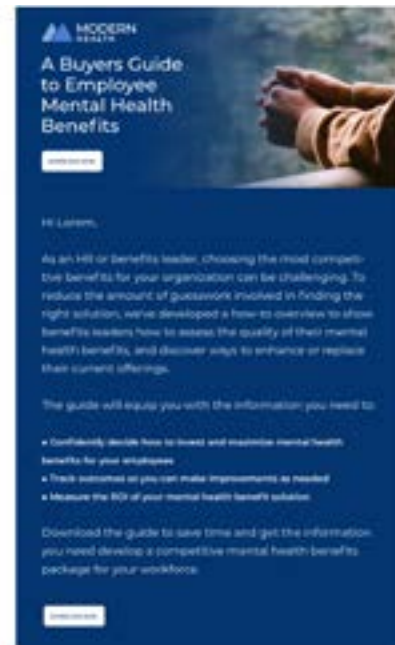 MODERN
HEALTH
A Buyers Guide
to Employee
Mental Health
Benefits
Hi Lorem,
As an HR or benefits leader, choosing the most competi-
tive benefits for your organization can be challenging. To
reduce the amount of guesswork involved in finding the
right solution, we've developed a how-to overview to show
benefits leaders how to assess the quality of their mental
health benefits, and discover ways to enhance or replace
their current offerings.
The guide will equip you with the information you need to:
• Confidently decide how to invest and maximize mental health
benefits for your employees
• Track outcomes so you can make improvements as needed
• Measure the ROI of your mental health benefit solution
Download the guide to save time and get the information
you need develop a competitive mental health benefits
package for your workforce.